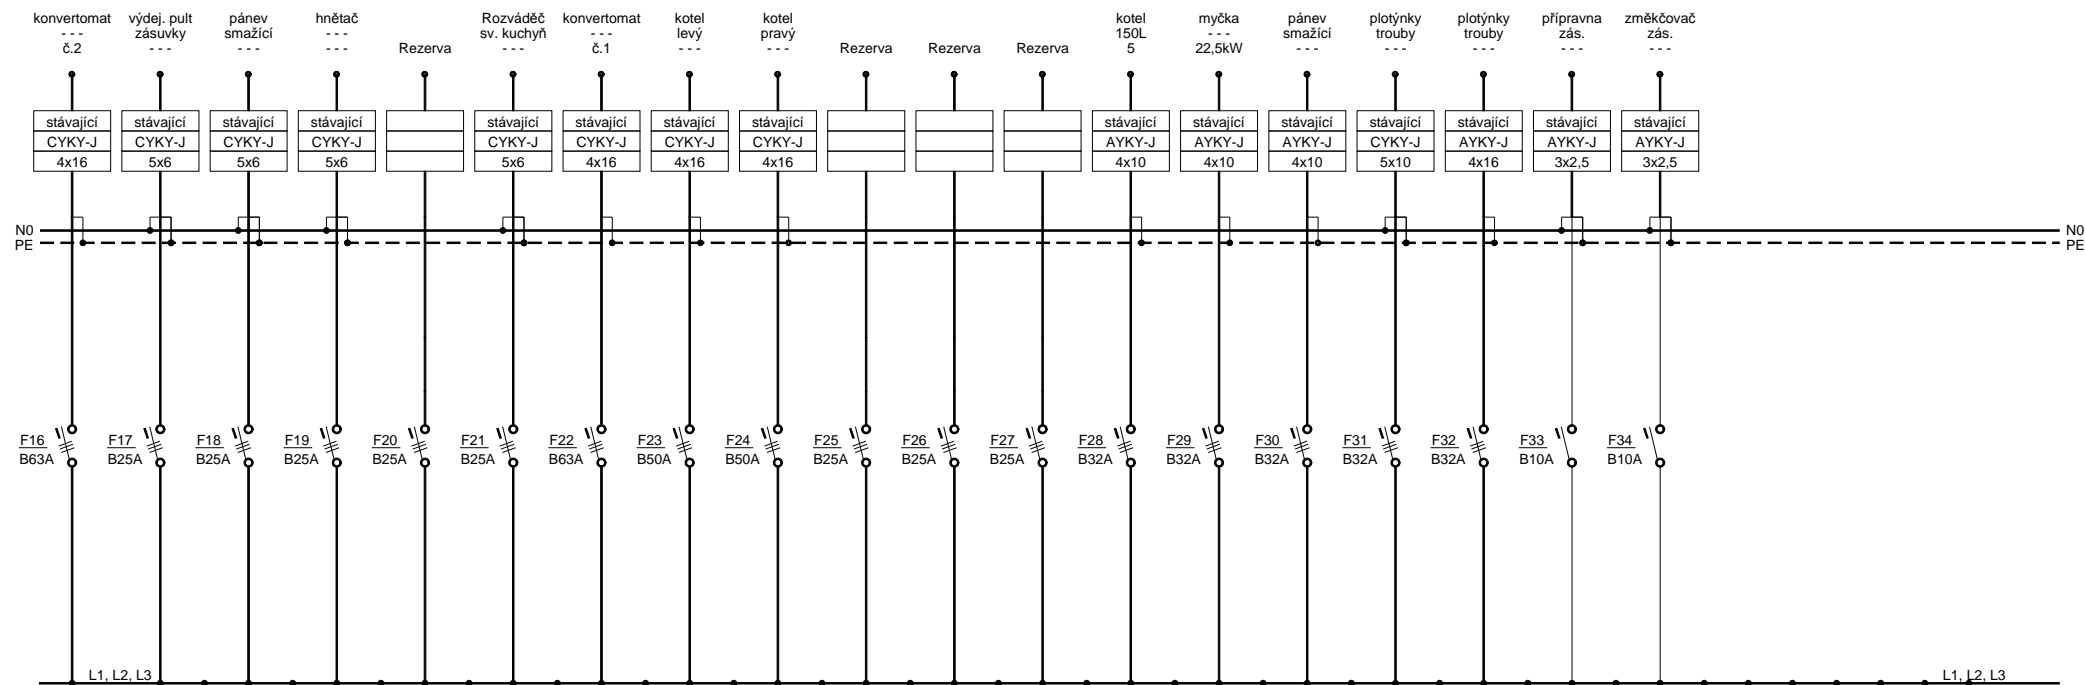 konvertomat
- - -
č.2
výdej. pult
zásuvky
- - -
pánev
smažící
- - -
hnětač
- - -
- - -
Rezerva
Rozváděč
sv. kuchyň
- - -
konvertomat
- - -
č.1
kotel
levý
- - -
kotel
pravý
- - -
Rezerva
Rezerva
Rezerva
kotel
150L
5
myčka
- - -
22,5kW
pánev
smažící
- - -
plotýnky
trouby
- - -
plotýnky
trouby
- - -
přípravna
zás.
- - -
změkčovač
zás.
- - -
stávající
CYKY-J
4x16
stávající
CYKY-J
5x6
stávající
CYKY-J
5x6
stávající
CYKY-J
5x6
stávající
CYKY-J
5x6
stávající
CYKY-J
4x16
stávající
CYKY-J
4x16
stávající
CYKY-J
4x16
stávající
AYKY-J
4x10
stávající
AYKY-J
4x10
stávající
AYKY-J
4x10
stávající
CYKY-J
5x10
stávající
AYKY-J
4x16
stávající
AYKY-J
3x2,5
stávající
AYKY-J
3x2,5
N0
PE
N0
PE
F16
B63A
F17
B25A
F18
B25A
F19
B25A
F20
B25A
F21
B25A
F22
B63A
F23
B50A
F24
B50A
F25
B25A
F26
B25A
F27
B25A
F28
B32A
F29
B32A
F30
B32A
F31
B32A
F32
B32A
F33
B10A
F34
B10A
L1, L2, L3
L1, L2, L3